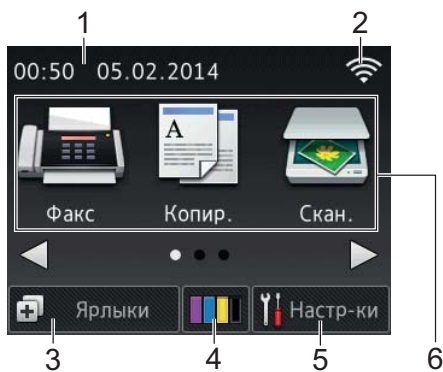 1 2
00:50 05.02.2014
A
Факс Копир. Скан.
Ярлыки Настр-ки
3 4 5 6